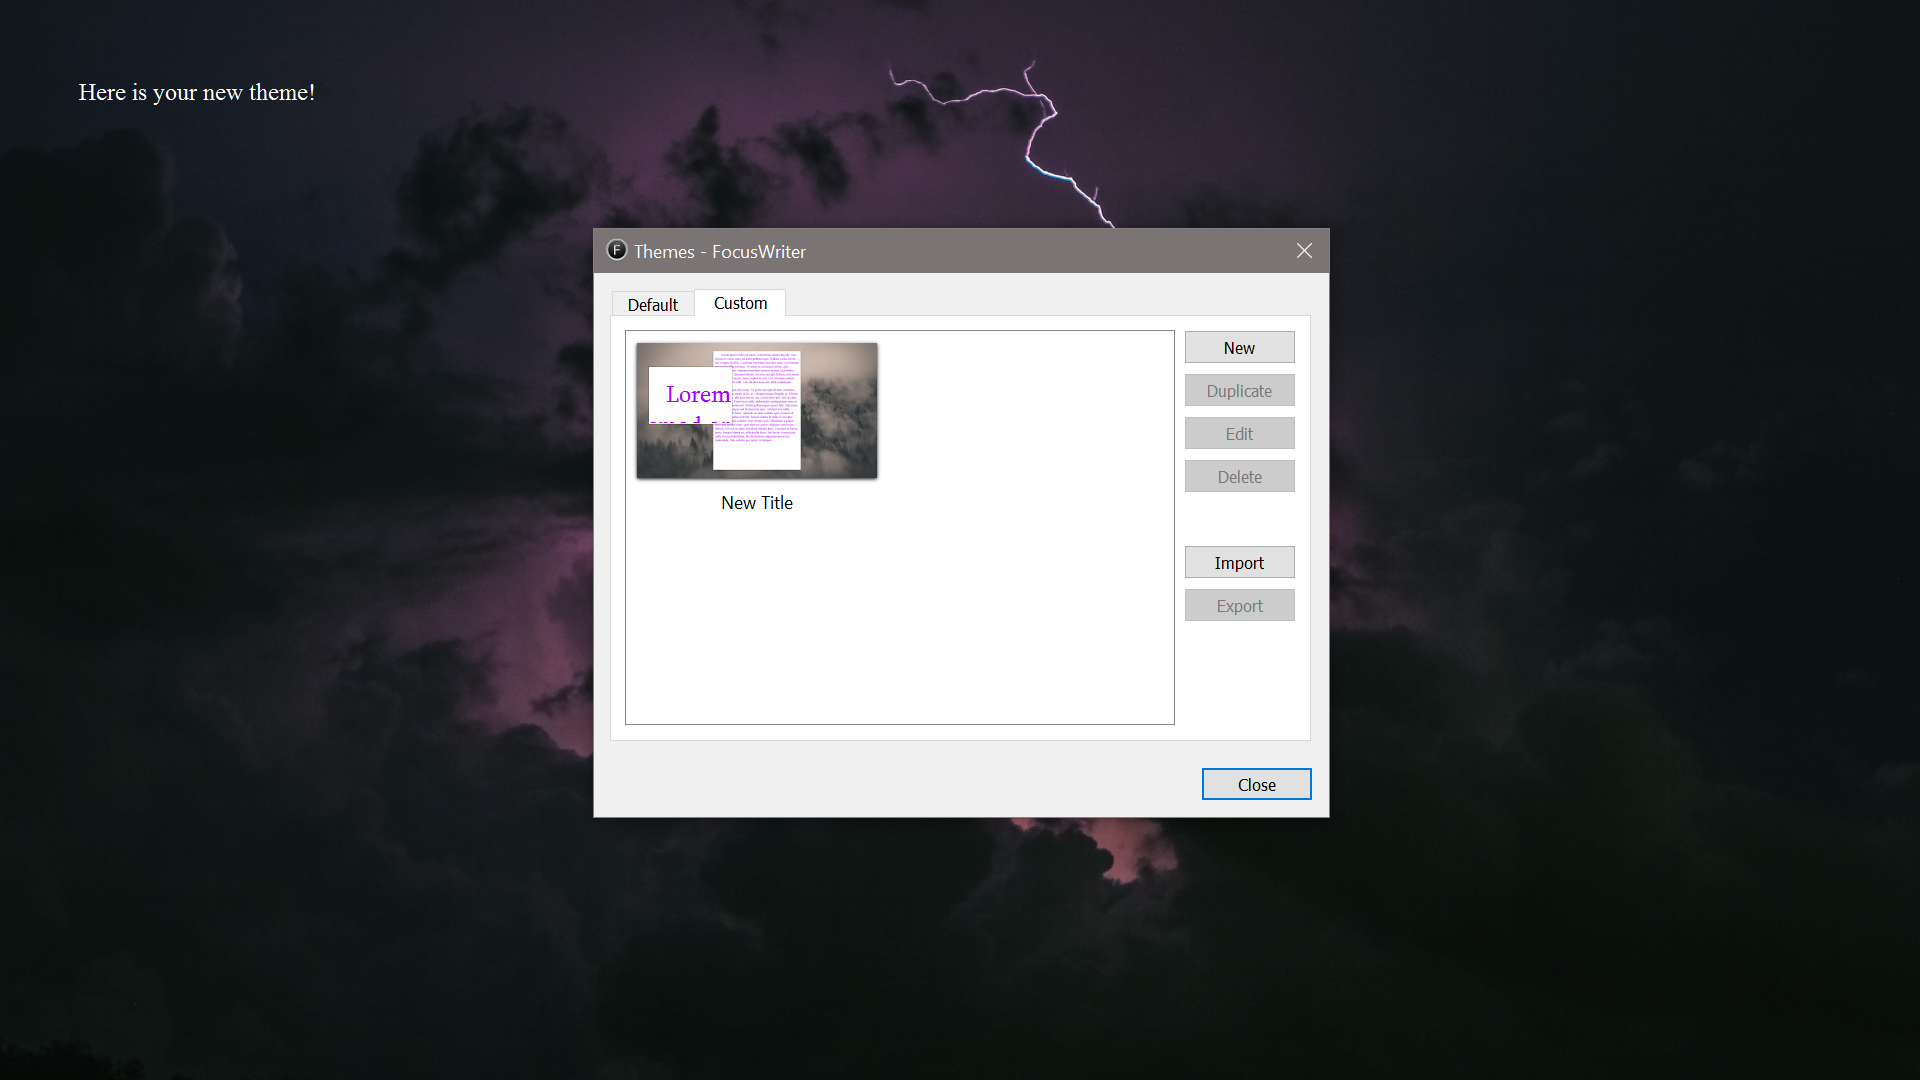 Here is your new theme!
F Themes - FocusWriter
Default Custom
New
Duplicate
Edit
Delete
Lorem
New Title
Import
Export
Close